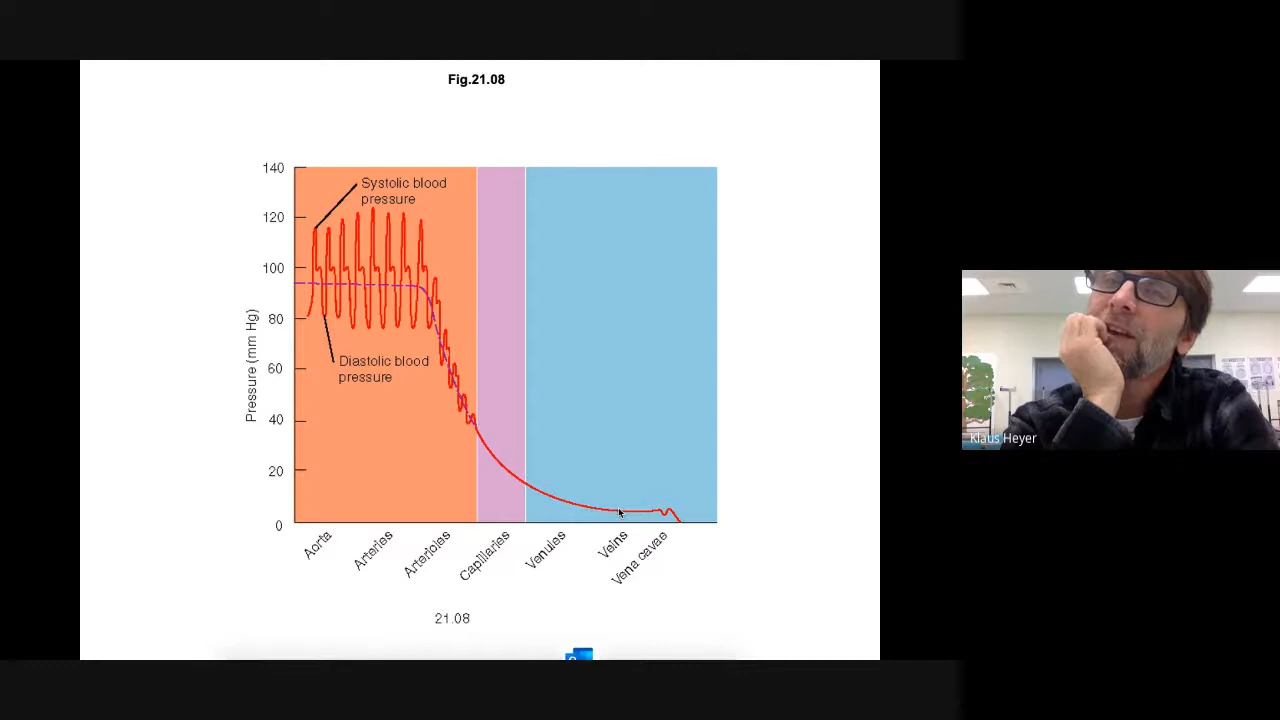 Fig.21.08
140
120
100
80
60
40
20
0
Pressure (mm Hg)
Systolic blood
pressure
Diastolic blood
pressure
Aorta
Arteries
Arterioles
Capillaries
Venules
Veins
Vena cavae
21.08
Klaus Heyer